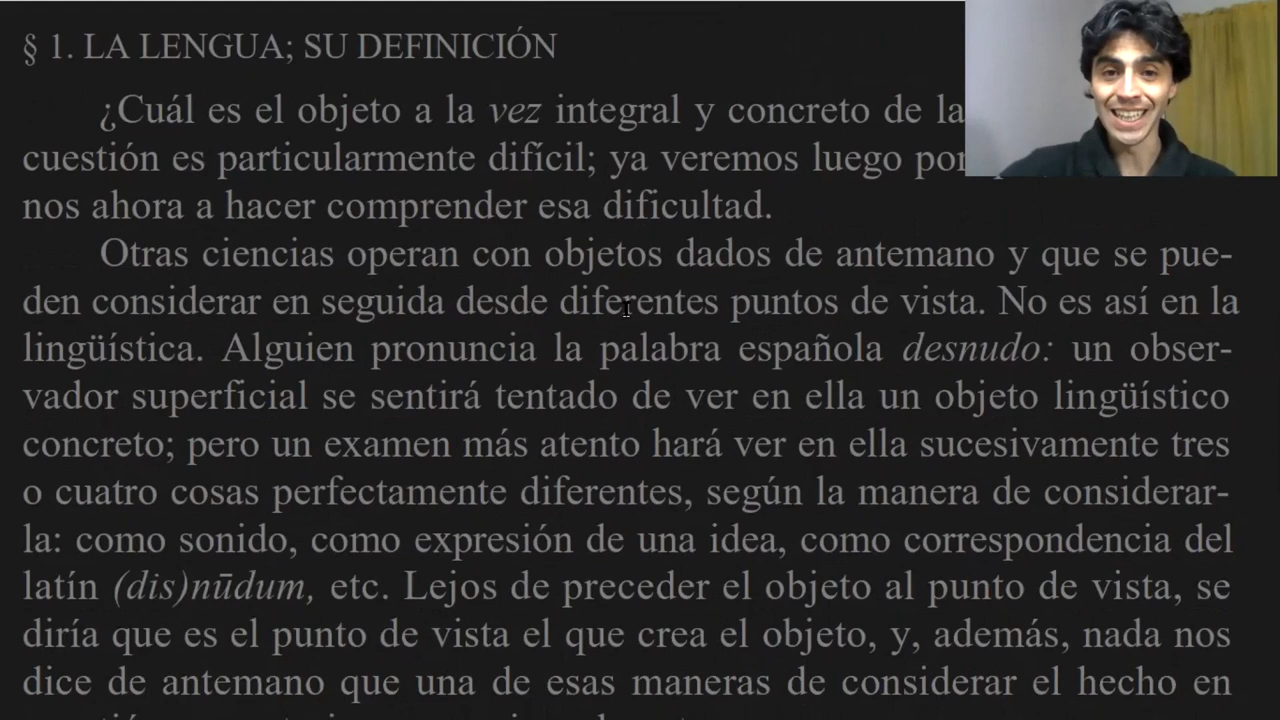 § 1. LA LENGUA; SU DEFINICIÓN
¿Cuál es el objeto a la vez integral y concreto de la
cuestión es particularmente difícil; ya veremos luego por
nos ahora a hacer comprender esa dificultad.
Otras ciencias operan con objetos dados de antemano y que se pue-
den considerar en seguida desde diferentes puntos de vista. No es así en la
lingüística. Alguien pronuncia la palabra española desnudo: un obser-
vador superficial se sentirá tentado de ver en ella un objeto lingüístico
concreto; pero un examen más atento hará ver en ella sucesivamente tres
o cuatro cosas perfectamente diferentes, según la manera de considerar-
la: como sonido, como expresión de una idea, como correspondencia del
latín (dis)nūdum, etc. Lejos de preceder el objeto al punto de vista, se
diría que es el punto de vista el que crea el objeto, y, además, nada nos
dice de antemano que una de esas maneras de considerar el hecho en